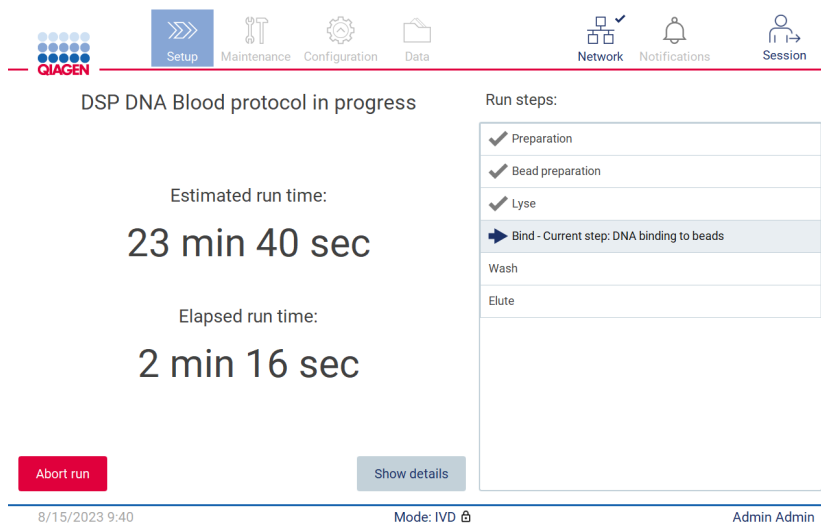 QIAGEN
Setup
Maintenance
Configuration
Data
Network
Notifications
Session
DSP DNA Blood protocol in progress
Estimated run time:
23 min 40 sec
Elapsed run time:
2 min 16 sec
Abort run
Show details
Run steps:
Preparation
Bead preparation
Lyse
Bind - Current step: DNA binding to beads
Wash
Elute
8/15/2023 9:40
Mode: IVD
Admin Admin